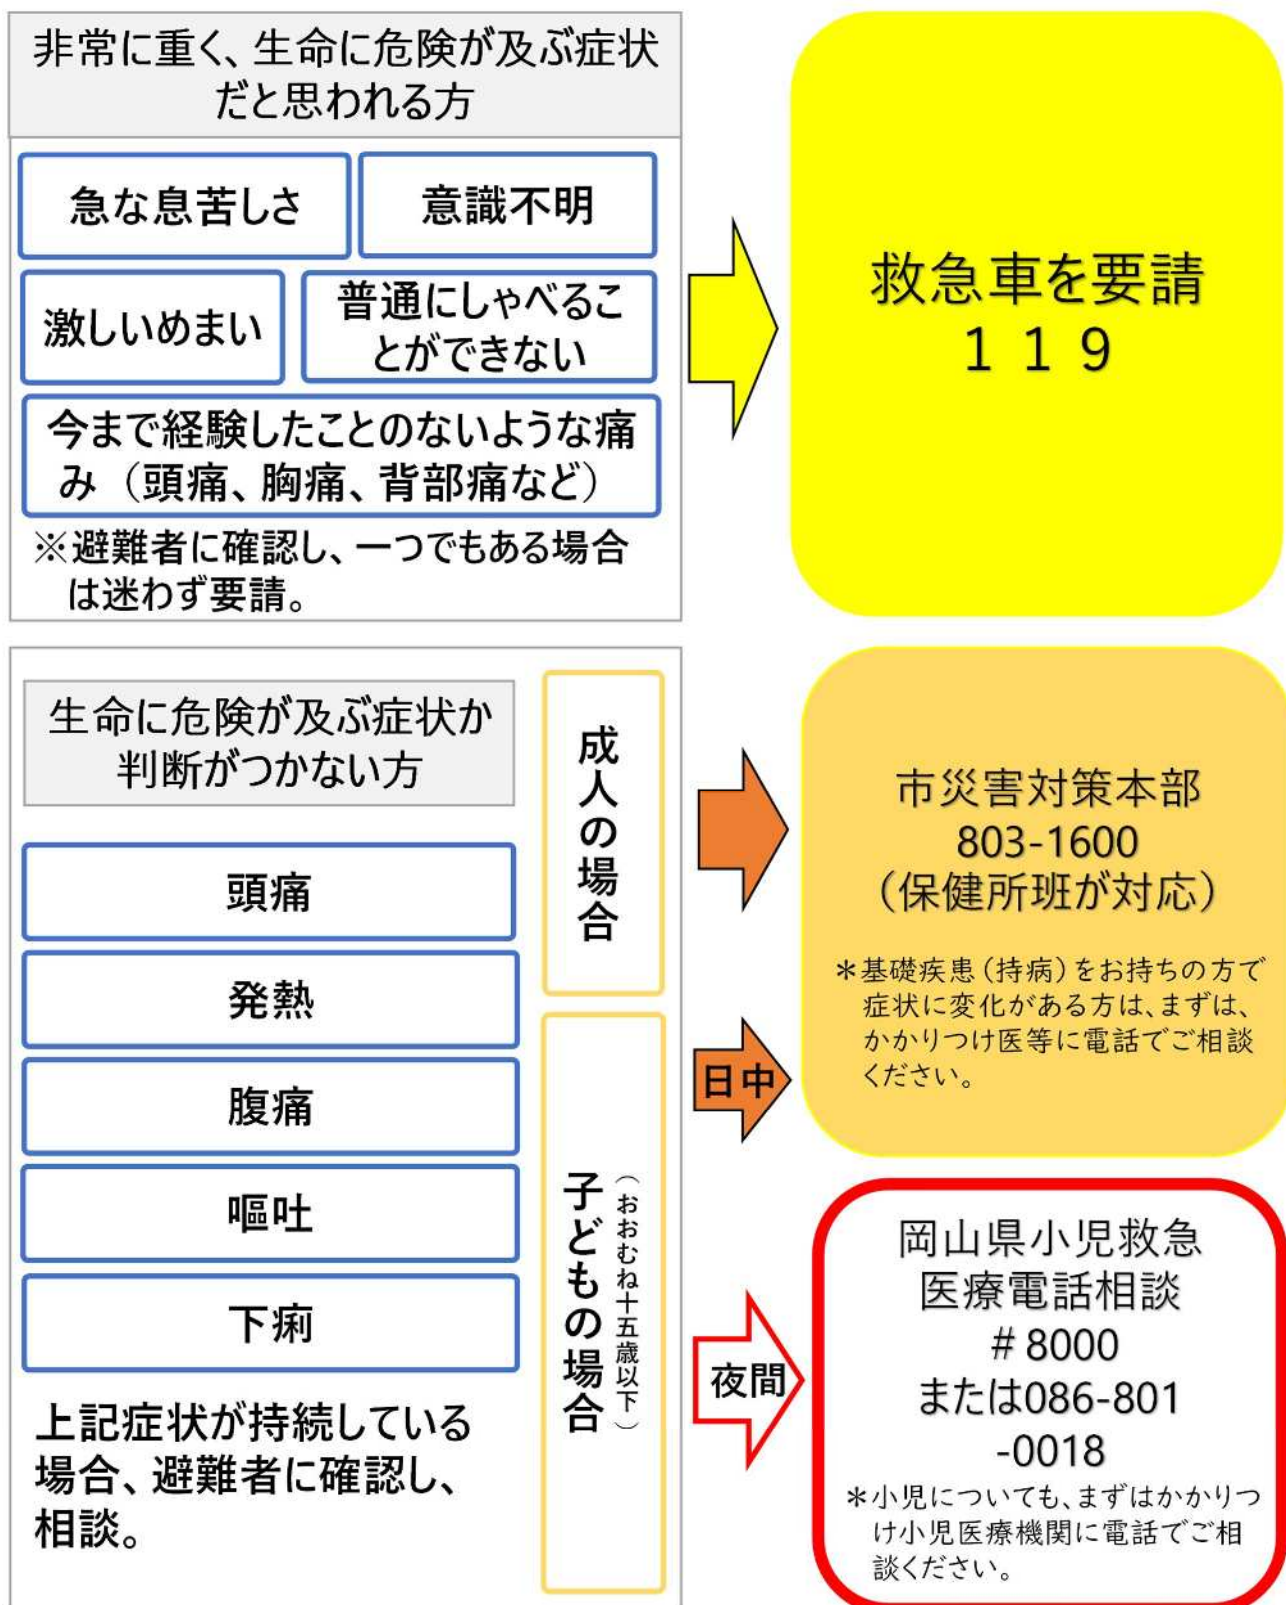 非常に重く、生命に危険が及ぶ症状
だと思われる方
急な息苦しさ
意識不明
激しいめまい
普通にしゃべるこ
とができない
今まで経験したことのないような痛
み（頭痛、胸痛、背部痛など）
※避難者に確認し、一つでもある場合
は迷わず要請。
救急車を要請
１１９
生命に危険が及ぶ症状か
判断がつかない方
頭痛
発熱
腹痛
嘔吐
下痢
上記症状が持続している
場合、避難者に確認し、
相談。
成人の場合
子どもの場合
（おおむね十五歳以下）
市災害対策本部
803-1600
（保健所班が対応）
＊基礎疾患（持病）をお持ちの方で
症状に変化がある方は、まずは、
かかりつけ医等に電話でご相談
ください。
日中
夜間
岡山県小児救急
医療電話相談
＃8000
または086-801
-0018
＊小児についても、まずはかかりつ
け小児医療機関に電話でご相
談ください。